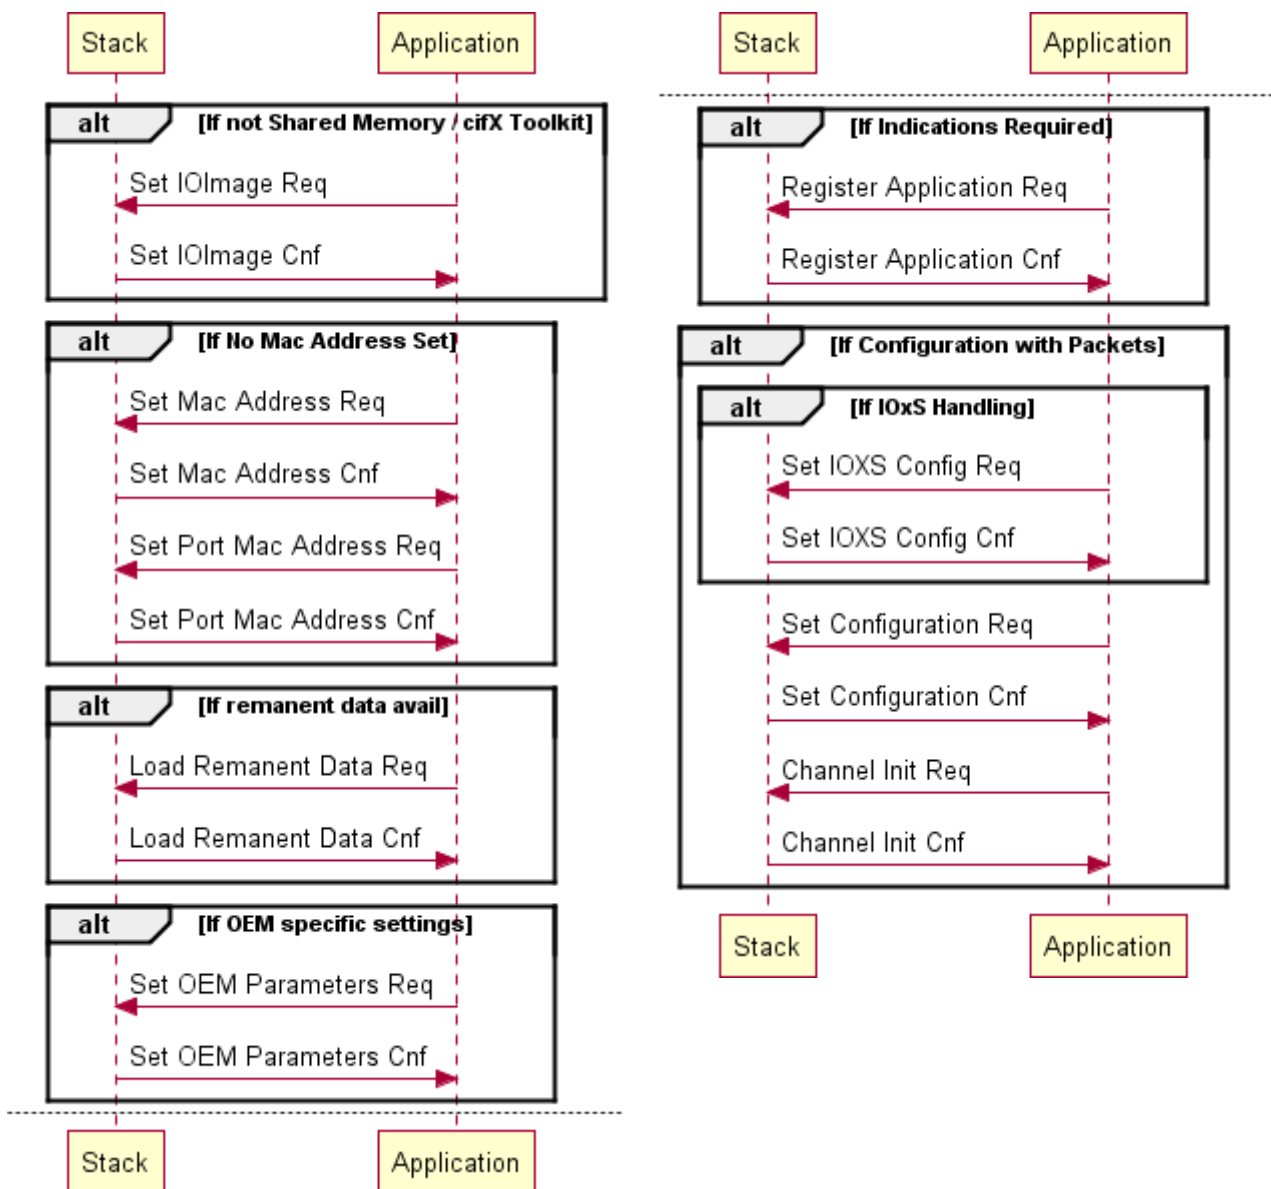 Stack
Application
alt
[If not Shared Memory / cifX Toolkit]
Set IOImage Req
Set IOImage Cnf
alt
[If No Mac Address Set]
Set Mac Address Req
Set Mac Address Cnf
Set Port Mac Address Req
Set Port Mac Address Cnf
alt
[If remanent data avail]
Load Remanent Data Req
Load Remanent Data Cnf
alt
[If OEM specific settings]
Set OEM Parameters Req
Set OEM Parameters Cnf
Stack
Application
Stack
Application
alt
[If Indications Required]
Register Application Req
Register Application Cnf
alt
[If Configuration with Packets]
alt
[If IOxS Handling]
Set IOXS Config Req
Set IOXS Config Cnf
Set Configuration Req
Set Configuration Cnf
Channel Init Req
Channel Init Cnf
Stack
Application